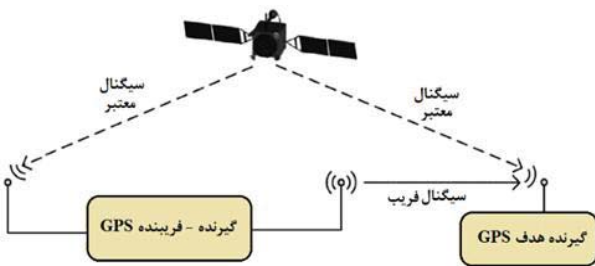 سیگنال
معتبر
سیگنال
معتبر
سیگنال فریب
گیرنده - فریبنده GPS
گیرنده هدف GPS